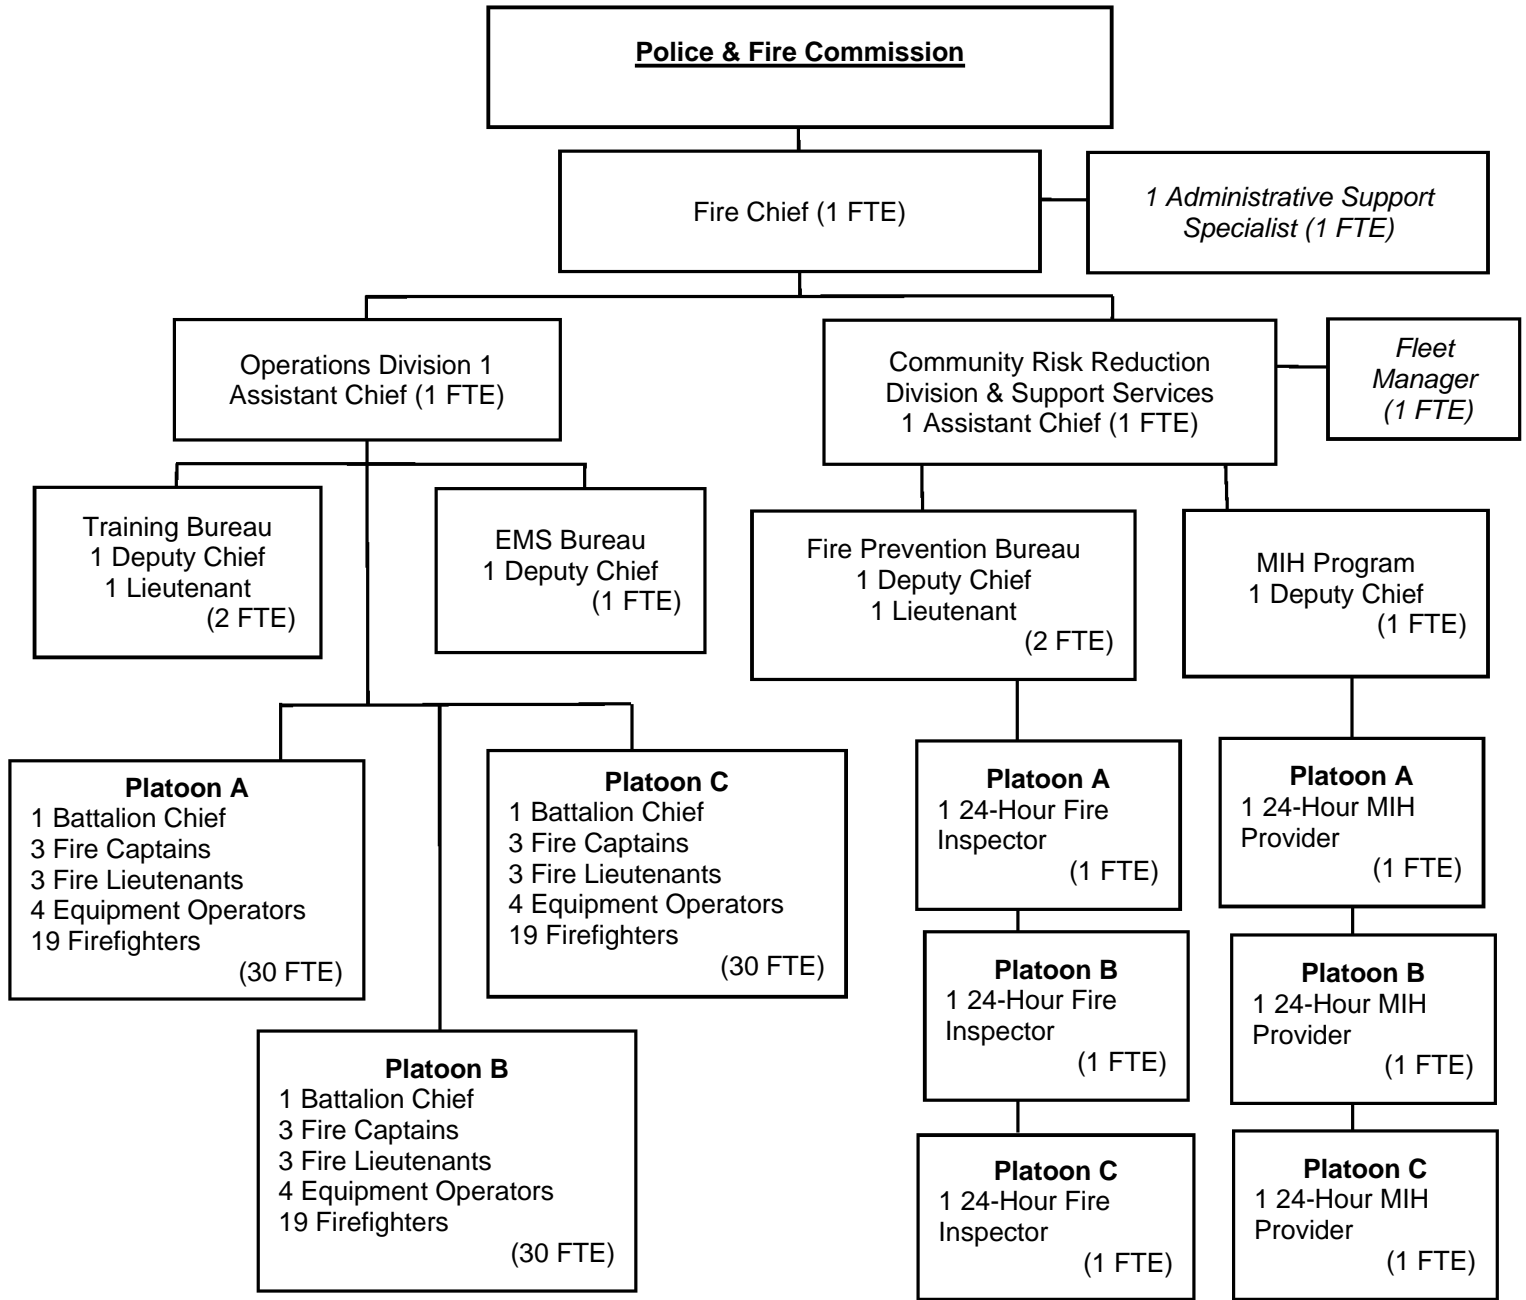 Police & Fire Commission
Fire Chief (1 FTE)
1 Administrative Support
Specialist (1 FTE)
Operations Division 1
Assistant Chief (1 FTE)
Community Risk Reduction
Division & Support Services
1 Assistant Chief (1 FTE)
Fleet
Manager
(1 FTE)
Training Bureau
1 Deputy Chief
1 Lieutenant
(2 FTE)
EMS Bureau
1 Deputy Chief
(1 FTE)
Fire Prevention Bureau
1 Deputy Chief
1 Lieutenant
(2 FTE)
MIH Program
1 Deputy Chief
(1 FTE)
Platoon A
1 Battalion Chief
3 Fire Captains
3 Fire Lieutenants
4 Equipment Operators
19 Firefighters
(30 FTE)
Platoon C
1 Battalion Chief
3 Fire Captains
3 Fire Lieutenants
4 Equipment Operators
19 Firefighters
(30 FTE)
Platoon B
1 Battalion Chief
3 Fire Captains
3 Fire Lieutenants
4 Equipment Operators
19 Firefighters
(30 FTE)
Platoon A
1 24-Hour Fire
Inspector
(1 FTE)
Platoon B
1 24-Hour Fire
Inspector
(1 FTE)
Platoon C
1 24-Hour Fire
Inspector
(1 FTE)
Platoon A
1 24-Hour MIH
Provider
(1 FTE)
Platoon B
1 24-Hour MIH
Provider
(1 FTE)
Platoon C
1 24-Hour MIH
Provider
(1 FTE)